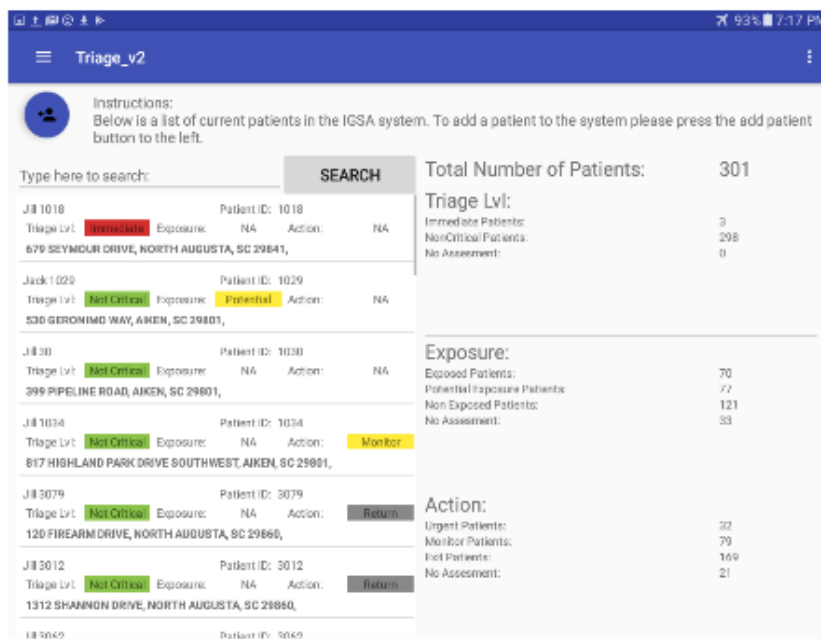 93% 7:17 PM
Triage_v2
Instructions:
Below is a list of current patients in the IGSA system. To add a patient to the system please press the add patient
button to the left.
Type here to search:
SEARCH
Jill 1018 Patient ID: 1018
Triage Lvl: Immediate Exposure: NA Action: NA
679 SEYMOUR DRIVE, NORTH AUGUSTA, SC 29841,
Jack 1029 Patient ID: 1029
Triage Lvl: Not Critical Exposure: Potential Action: NA
530 GERONIMO WAY, AIKEN, SC 29801,
Jill 30 Patient ID: 1030
Triage Lvl: Not Critical Exposure: NA Action: NA
399 PIPELINE ROAD, AIKEN, SC 29801,
Jill 1034 Patient ID: 1034
Triage Lvl: Not Critical Exposure: NA Action: Monitor
817 HIGHLAND PARK DRIVE SOUTHWEST, AIKEN, SC 29801,
Jill 3079 Patient ID: 3079
Triage Lvl: Not Critical Exposure: NA Action: Return
120 FIREARM DRIVE, NORTH AUGUSTA, SC 29860,
Jill 3012 Patient ID: 3012
Triage Lvl: Not Critical Exposure: NA Action: Return
1312 SHANNON DRIVE, NORTH AUGUSTA, SC 29860,
Jill 3062 Patient ID: 3062
Total Number of Patients: 301
Triage Lvl:
Immediate Patients: 3
NonCritical Patients: 298
No Assesment: 0
Exposure:
Exposed Patients: 70
Potential Exposure Patients: 77
Non Exposed Patients: 121
No Assesment: 33
Action:
Urgent Patients: 32
Monitor Patients: 79
Exit Patients: 169
No Assesment: 21